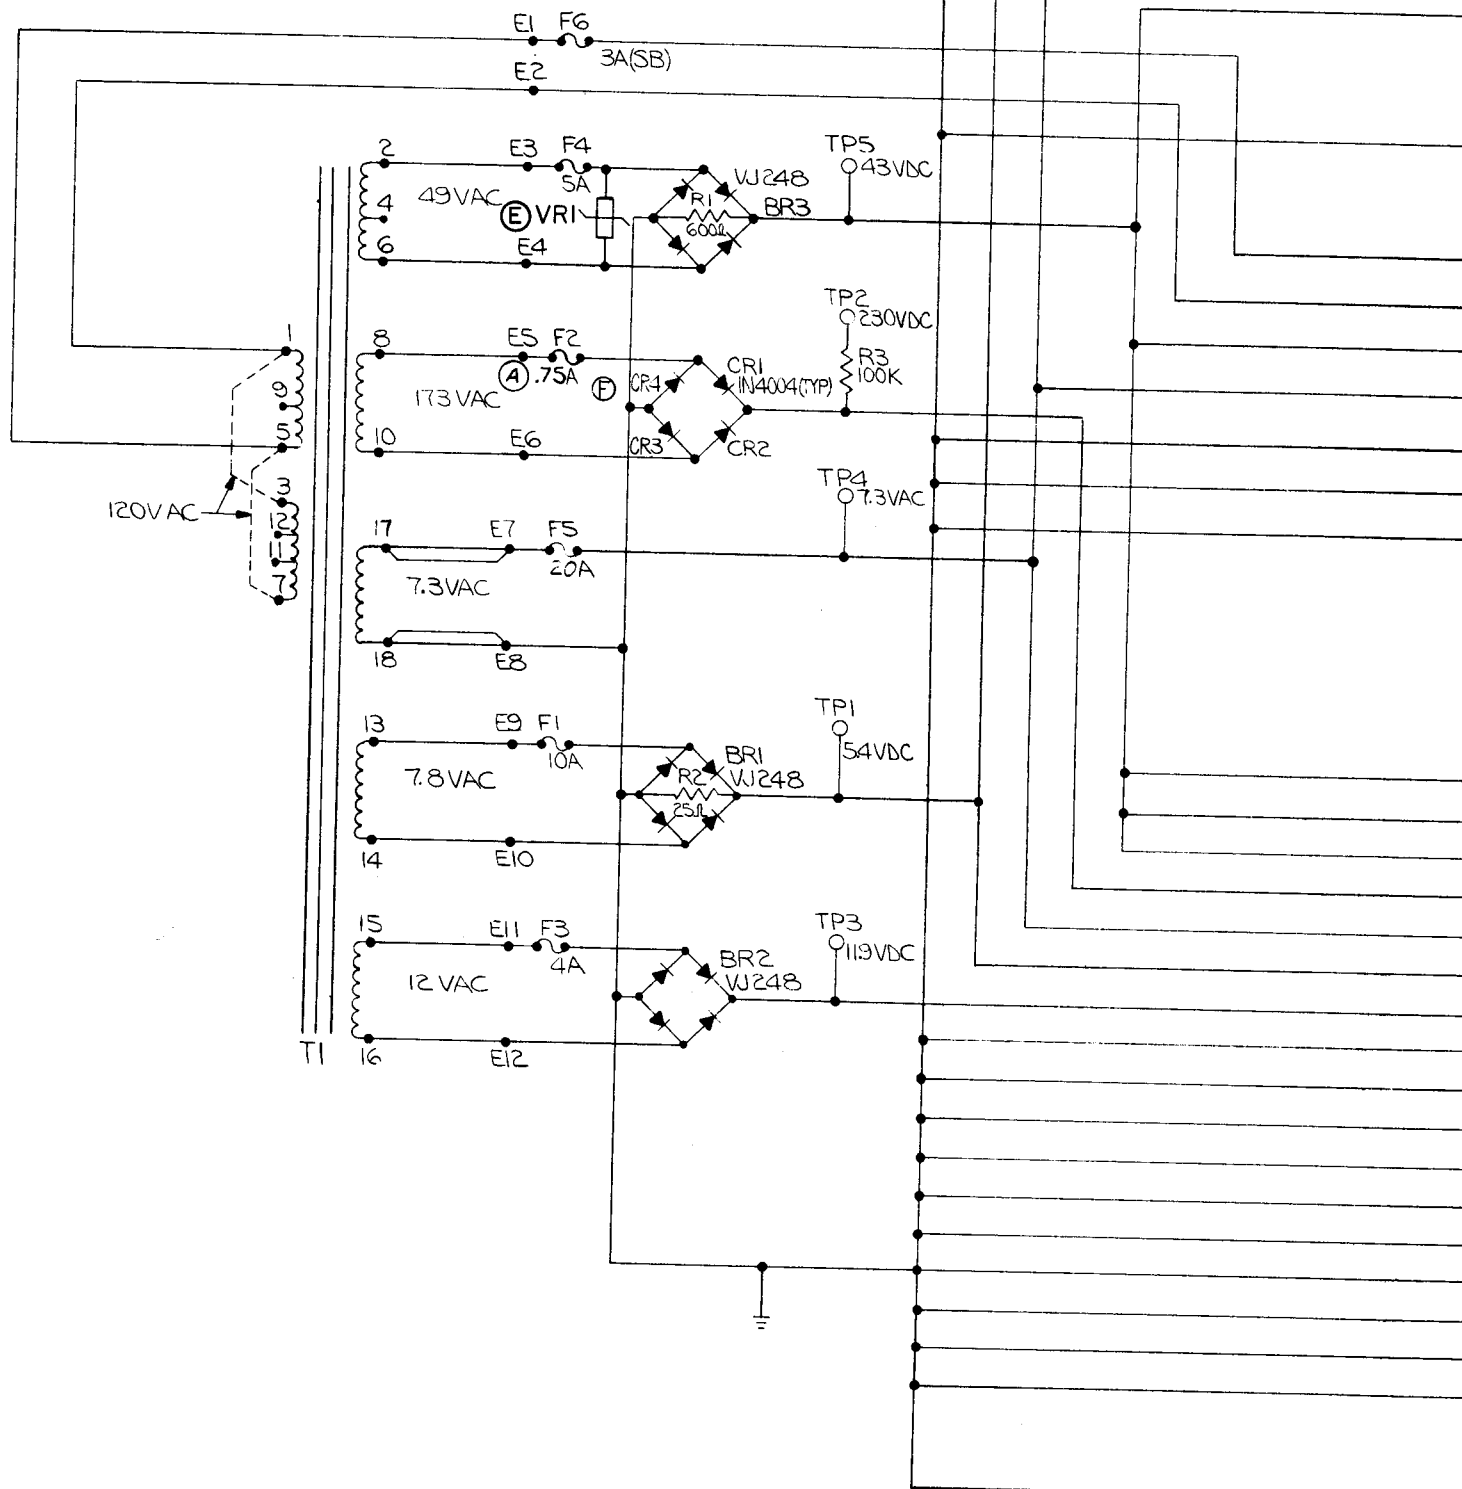 E1 F6
3A(SB)
E2
2 E3 F4
5A
49VAC
4
6 E4
E VR1
R1
600Ω
VJ248
BR3
TP5
43VDC
1
9
5
3
12
11
7
120VAC
8 E5 F2
A .75A F
173VAC
10 E6
CR4
CR3
CR1
1N4004(TYP)
CR2
TP2
230VDC
R3
100K
TP4
7.3VAC
17 E7 F5
20A
7.3VAC
18 E8
13 E9 F1
10A
7.8VAC
14 E10
R2
25Ω
BR1
VJ248
TP1
5.4VDC
15 E11 F3
4A
12VAC
16 E12
BR2
VJ248
TP3
11.9VDC
T1